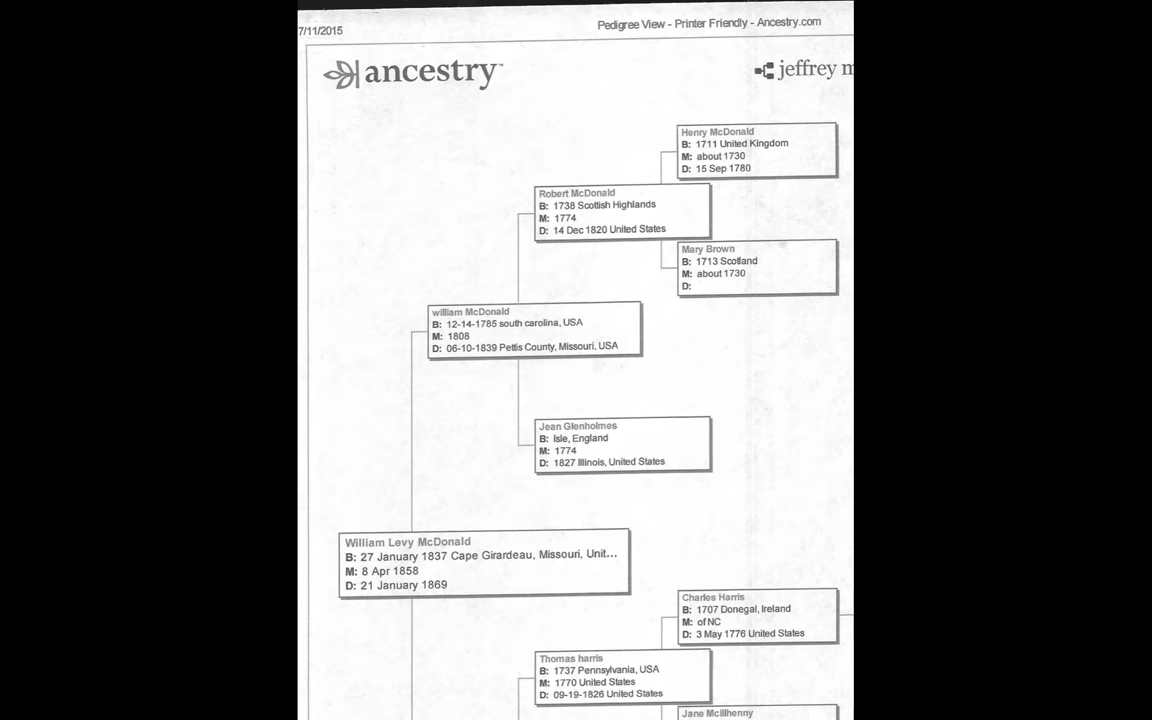 7/11/2015
Pedigree View - Printer Friendly - Ancestry.com
ancestry™
jeffrey m
Henry McDonald
B: 1711 United Kingdom
M: about 1730
D: 15 Sep 1780
Robert McDonald
B: 1738 Scottish Highlands
M: 1774
D: 14 Dec 1820 United States
Mary Brown
B: 1713 Scotland
M: about 1730
D:
william McDonald
B: 12-14-1785 south carolina, USA
M: 1808
D: 06-10-1839 Pettis County, Missouri, USA
Jean Glenholmes
B: Isle, England
M: 1774
D: 1827 Illinois, United States
William Levy McDonald
B: 27 January 1837 Cape Girardeau, Missouri, Unit...
M: 8 Apr 1858
D: 21 January 1869
Charles Harris
B: 1707 Donegal, Ireland
M: of NC
D: 3 May 1776 United States
Thomas harris
B: 1737 Pennsylvania, USA
M: 1770 United States
D: 09-19-1826 United States
Jane McIlhenny